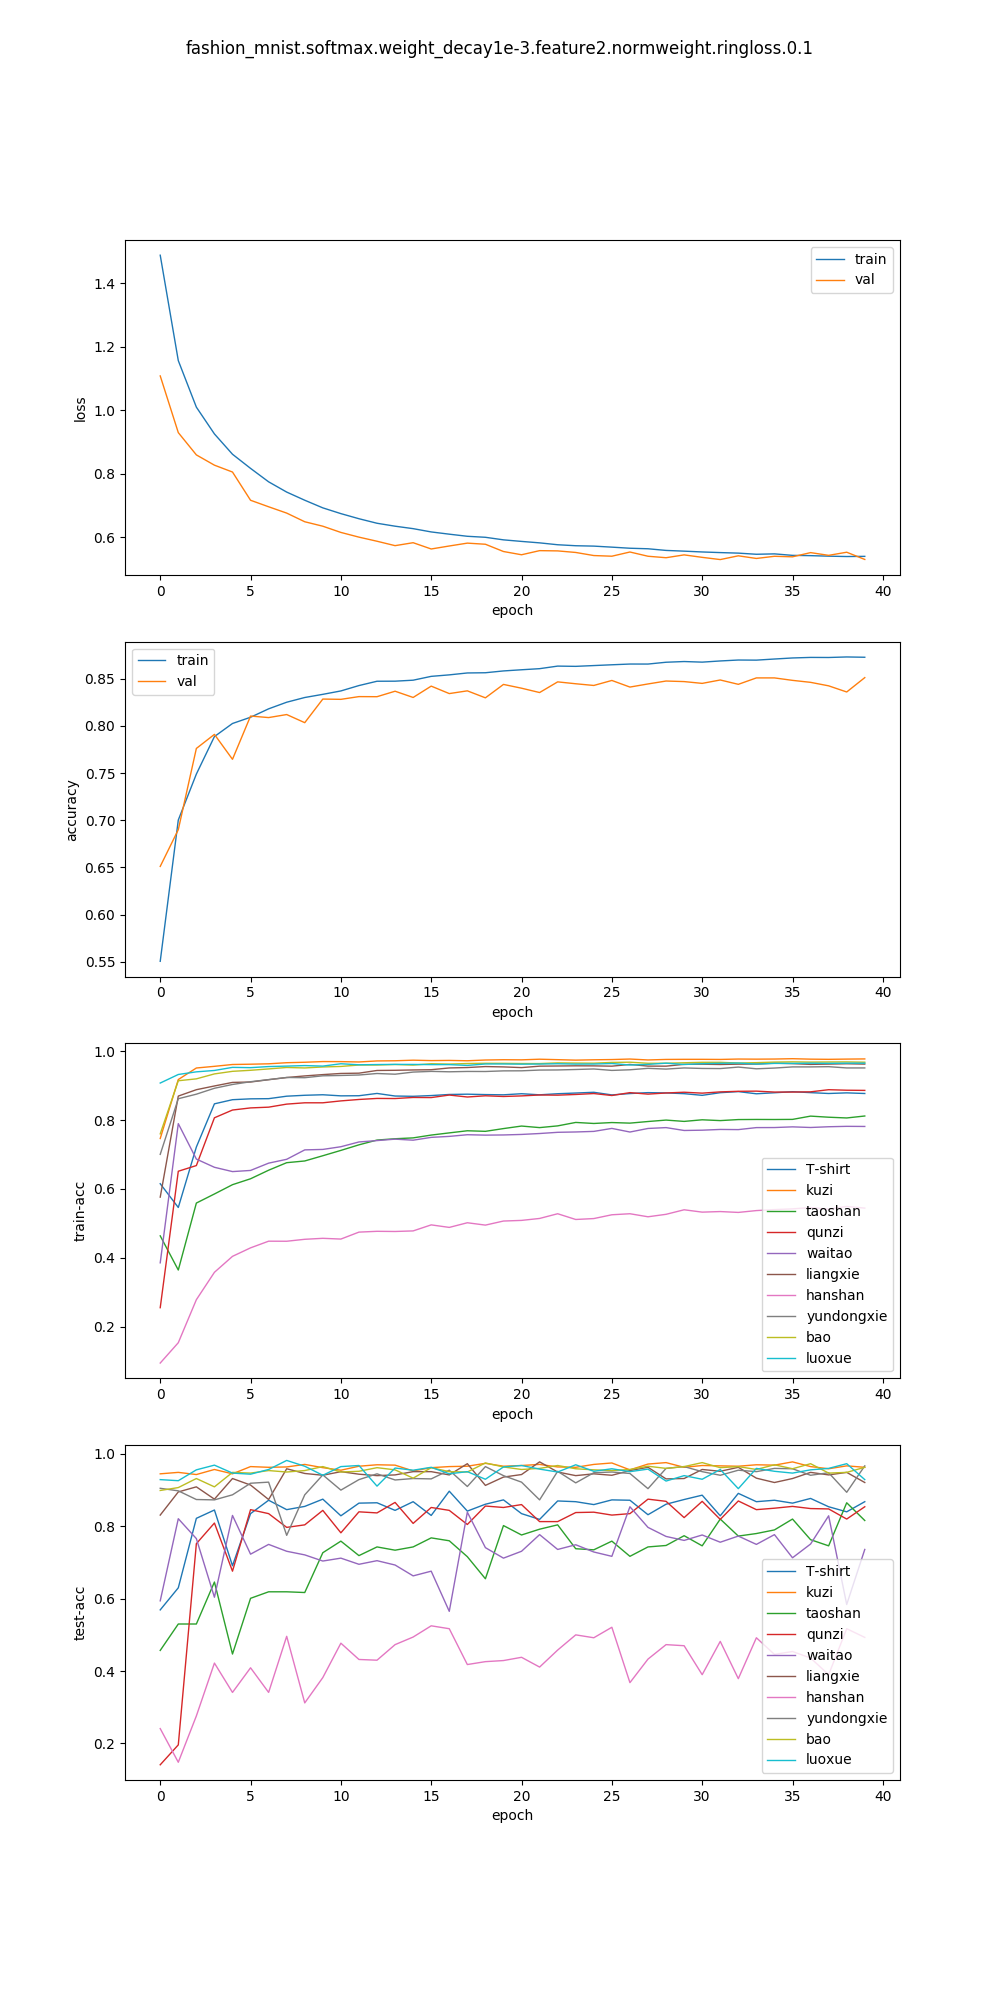 fashion_mnist.softmax.weight_decay1e-3.feature2.normweight.ringloss.0.1
1.4
1.2
1.0
0.8
0.6
loss
train
val
0 5 10 15 20 25 30 35 40
epoch
0.85
0.80
0.75
0.70
0.65
0.60
0.55
accuracy
train
val
0 5 10 15 20 25 30 35 40
epoch
1.0
0.8
0.6
0.4
0.2
train-acc
T-shirt
kuzi
taoshan
qunzi
waitao
liangxie
hanshan
yundongxie
bao
luoxue
0 5 10 15 20 25 30 35 40
epoch
1.0
0.8
0.6
0.4
0.2
test-acc
T-shirt
kuzi
taoshan
qunzi
waitao
liangxie
hanshan
yundongxie
bao
luoxue
0 5 10 15 20 25 30 35 40
epoch